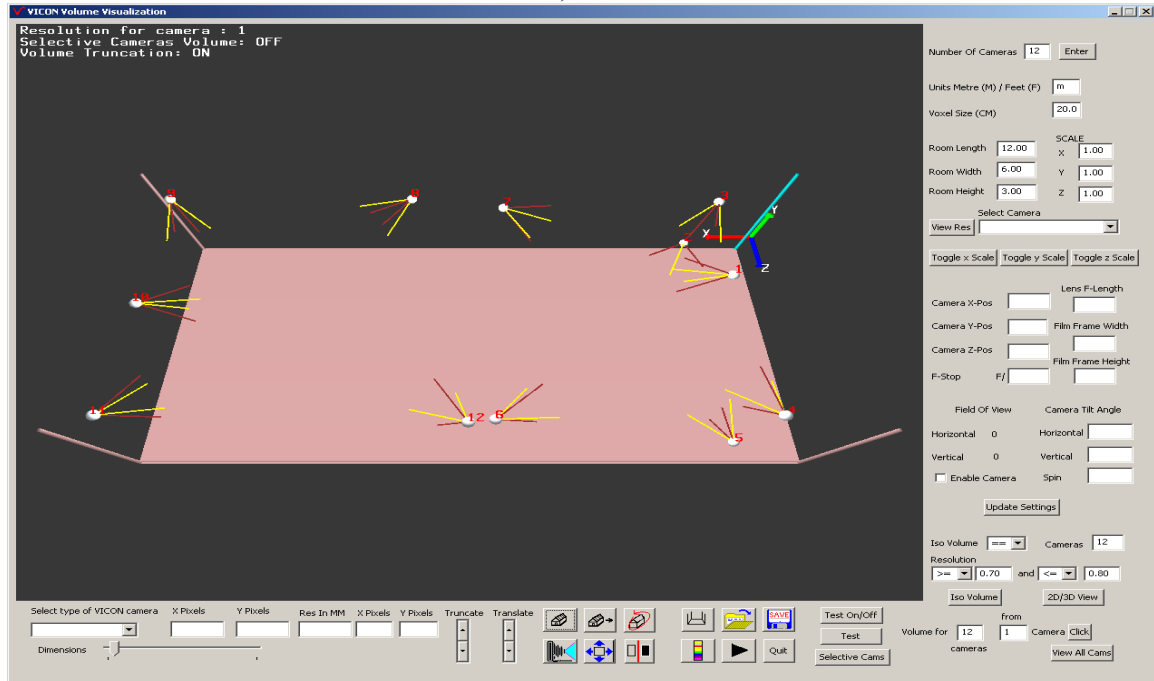 VICON Volume Visualization
Resolution for camera : 1
Selective Cameras Volume: OFF
Volume Truncation: ON
Number Of Cameras 12 Enter
Units Metre (M) / Feet (F) m
Voxel Size (CM) 20.0
SCALE
Room Length 12.00 X 1.00
Room Width 6.00 Y 1.00
Room Height 3.00 Z 1.00
Select Camera
View Res
Toggle x Scale Toggle y Scale Toggle z Scale
Lens F-Length
Camera X-Pos
Camera Y-Pos Film Frame Width
Camera Z-Pos
Film Frame Height
F-Stop F/
Field Of View Camera Tilt Angle
Horizontal 0 Horizontal
Vertical 0 Vertical
Enable Camera Spin
Update Settings
Iso Volume == Cameras 12
Resolution
>= 0.70 and <= 0.80
Iso Volume 2D/3D View
from
Volume for 12 1 Camera Click
cameras
View All Cams
9 8 7 3
X Y Z
1
10
11 12 6 5 4
Select type of VICON camera X Pixels Y Pixels Res In MM X Pixels Y Pixels Truncate Translate
Dimensions
SAVE
Quit
Test On/Off
Test
Selective Cams